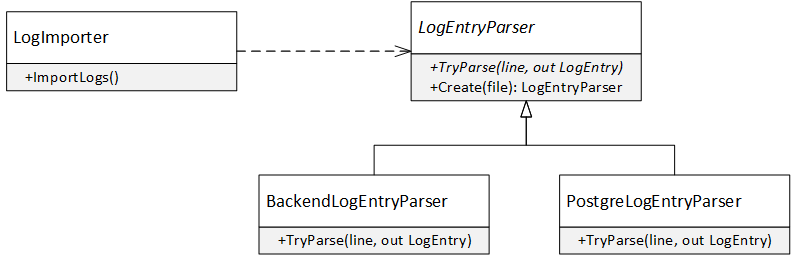 LogImporter
+ImportLogs()
LogEntryParser
+TryParse(line, out LogEntry)
+Create(file): LogEntryParser
BackendLogEntryParser
+TryParse(line, out LogEntry)
PostgreLogEntryParser
+TryParse(line, out LogEntry)